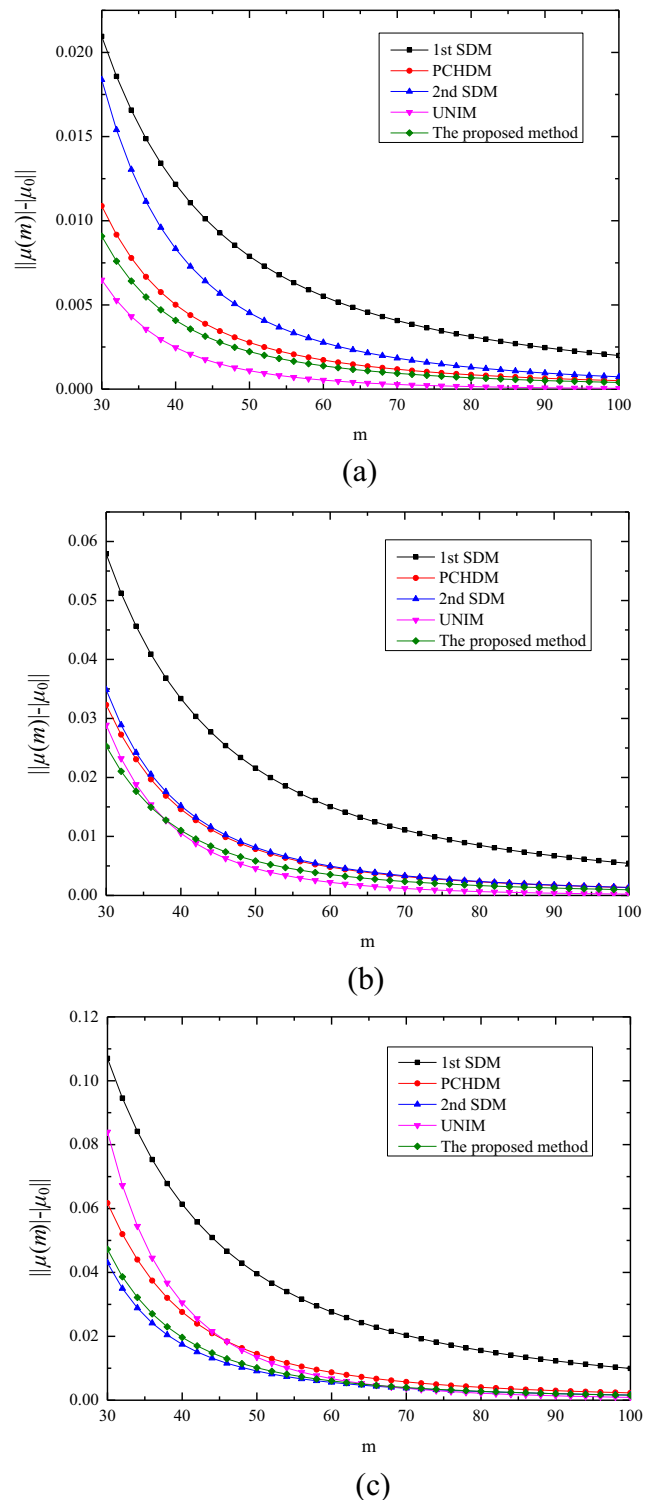 0.020
0.015
0.010
0.005
0.000
||μ(m)|-|μ0||
1st SDM
PCHDM
2nd SDM
UNIM
The proposed method
30 40 50 60 70 80 90 100
m
(a)
0.06
0.05
0.04
0.03
0.02
0.01
0.00
||μ(m)|-|μ0||
1st SDM
PCHDM
2nd SDM
UNIM
The proposed method
30 40 50 60 70 80 90 100
m
(b)
0.12
0.10
0.08
0.06
0.04
0.02
0.00
||μ(m)|-|μ0||
1st SDM
PCHDM
2nd SDM
UNIM
The proposed method
30 40 50 60 70 80 90 100
m
(c)